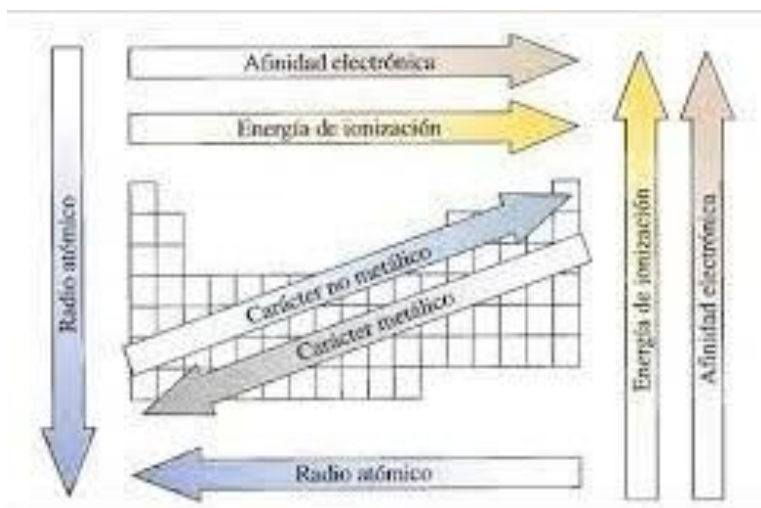 Afinidad electrónica
Energía de ionización
Radio atómico
Carácter no metálico
Carácter metálico
Energía de ionización
Afinidad electrónica
Radio atómico